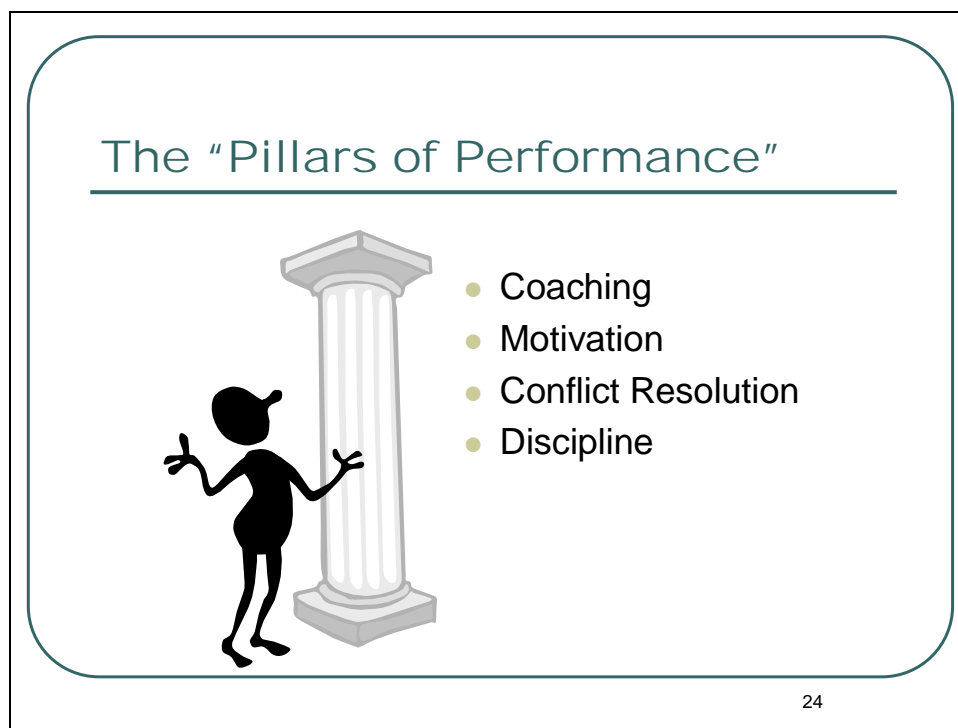 The “Pillars of Performance”
Coaching
Motivation
Conflict Resolution
Discipline
24